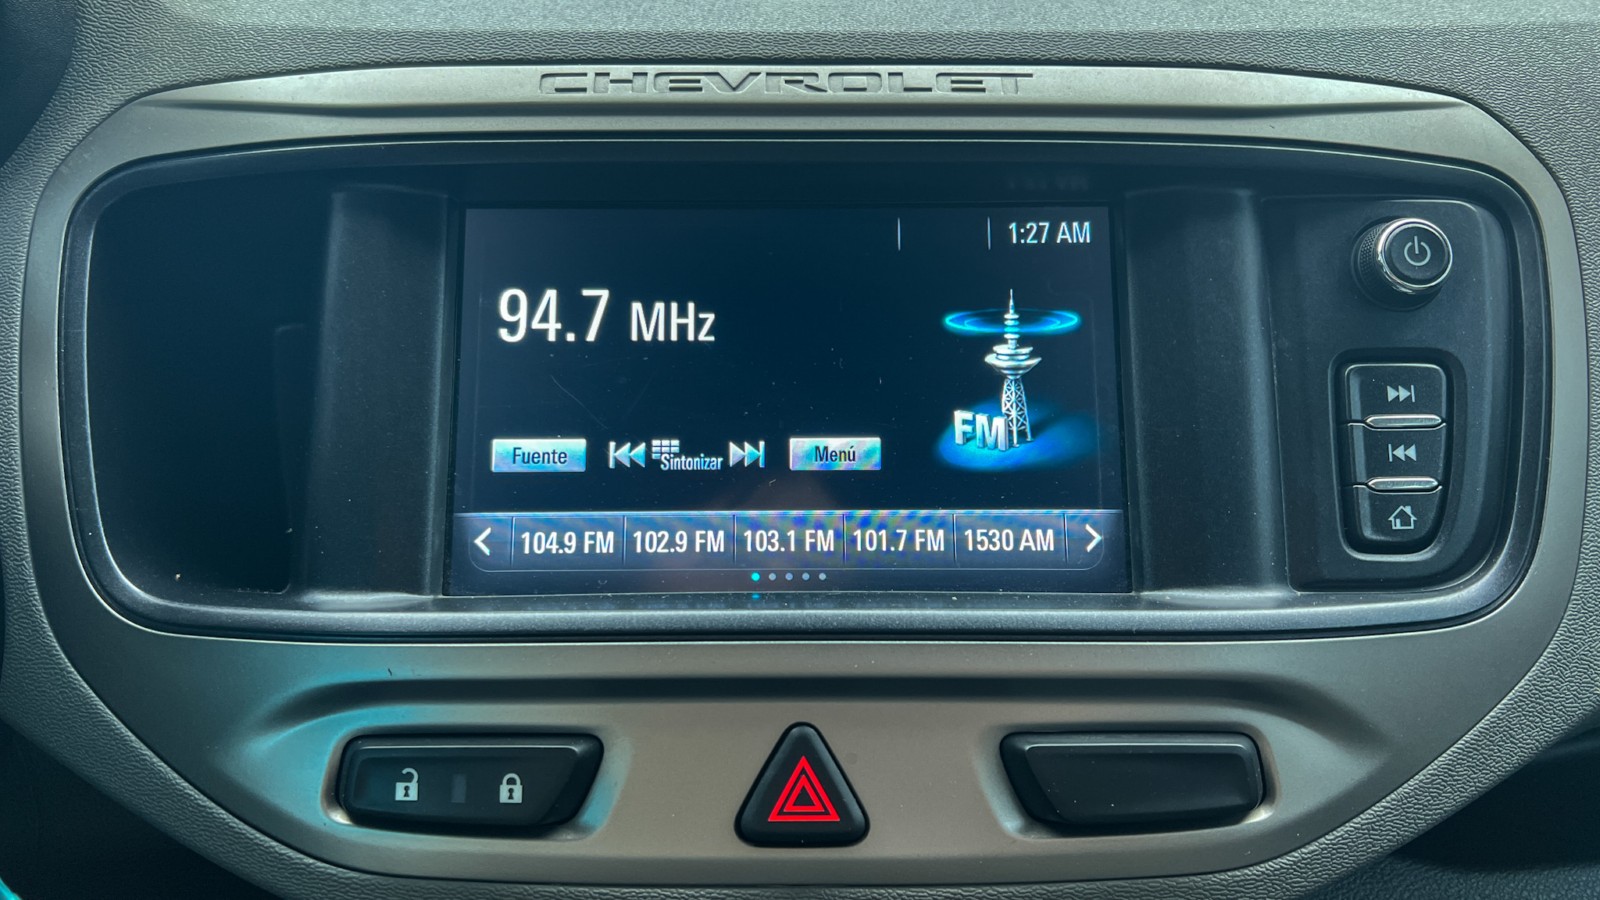 CHEVROLET
1:27 AM
94.7 MHz
FM
Fuente
Sintonizar
Menú
104.9 FM 102.9 FM 103.1 FM 101.7 FM 1530 AM